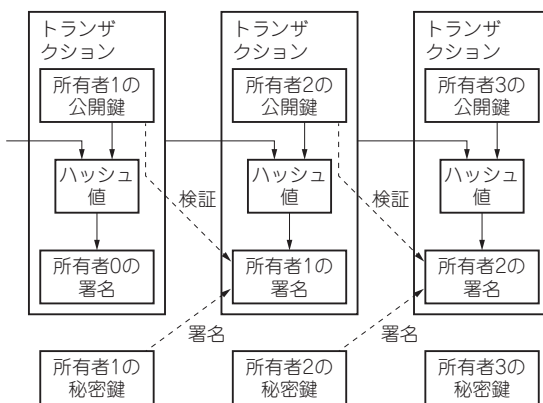 トランザ
クション
トランザ
クション
トランザ
クション
所有者1の
公開鍵
所有者2の
公開鍵
所有者3の
公開鍵
ハッシュ
値
検証
ハッシュ
値
検証
ハッシュ
値
所有者0の
署名
所有者1の
署名
所有者2の
署名
署名
署名
所有者1の
秘密鍵
所有者2の
秘密鍵
所有者3の
秘密鍵